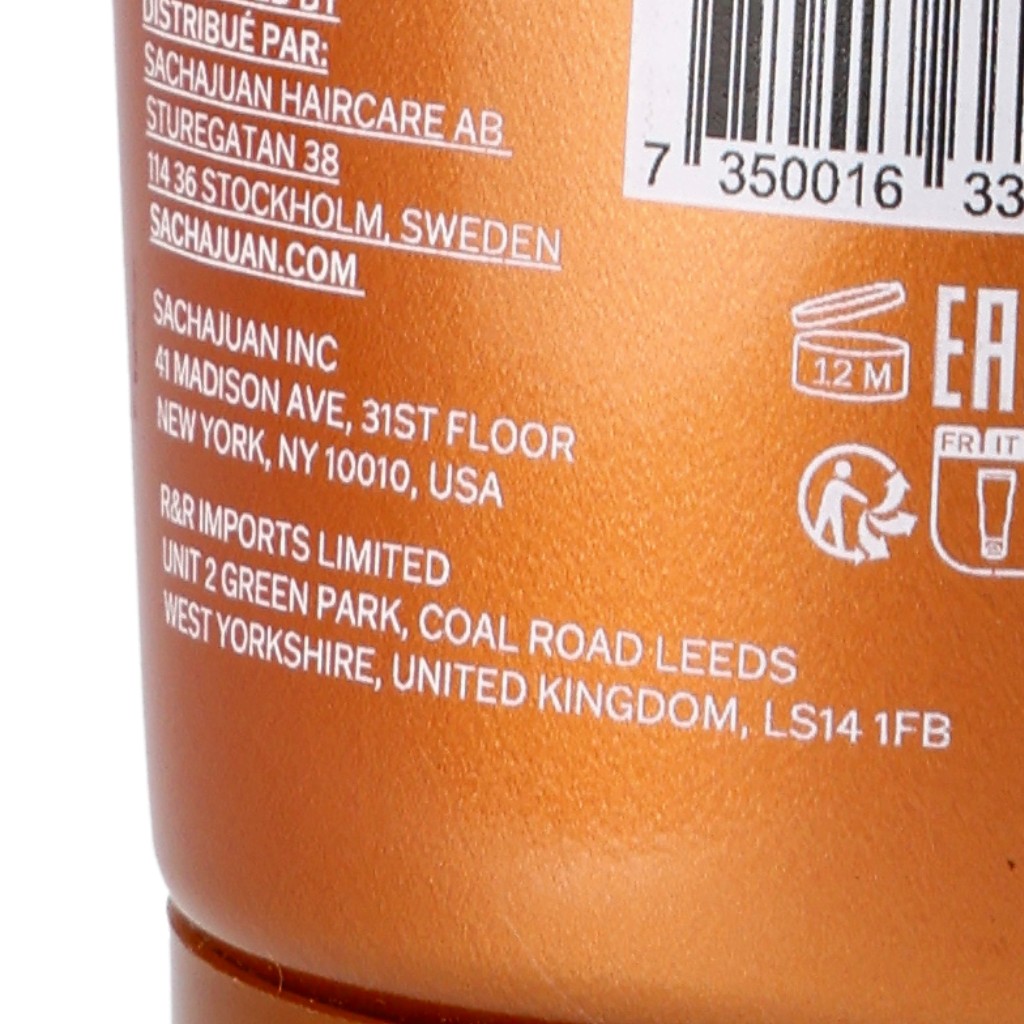 BY
DISTRIBUÉ PAR:
SACHAJUAN HAIRCARE AB
STUREGATAN 38
114 36 STOCKHOLM, SWEDEN
SACHAJUAN.COM
SACHAJUAN INC
41 MADISON AVE, 31ST FLOOR
NEW YORK, NY 10010, USA
R&R IMPORTS LIMITED
UNIT 2 GREEN PARK, COAL ROAD LEEDS
WEST YORKSHIRE, UNITED KINGDOM, LS14 1FB
7 350016 33
12 M
EAC
FR IT